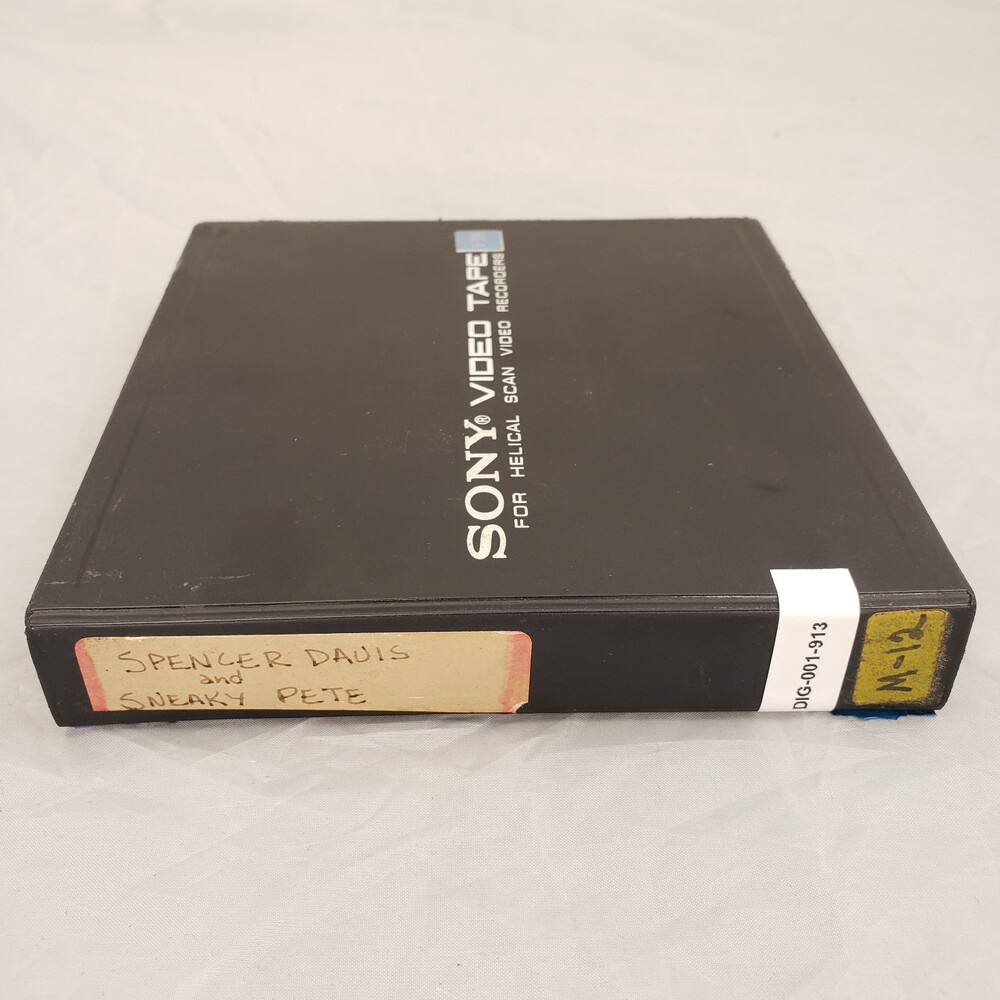 SONY® VIDEO TAPE
FOR HELICAL SCAN VIDEO RECORDERS
SPENCER DAVIS
and
SNEAKY PETE
DIG-001-913
M-12